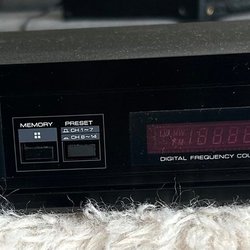 MEMORY PRESET
CH 1~7
CH 8~14
DIGITAL FREQUENCY COU